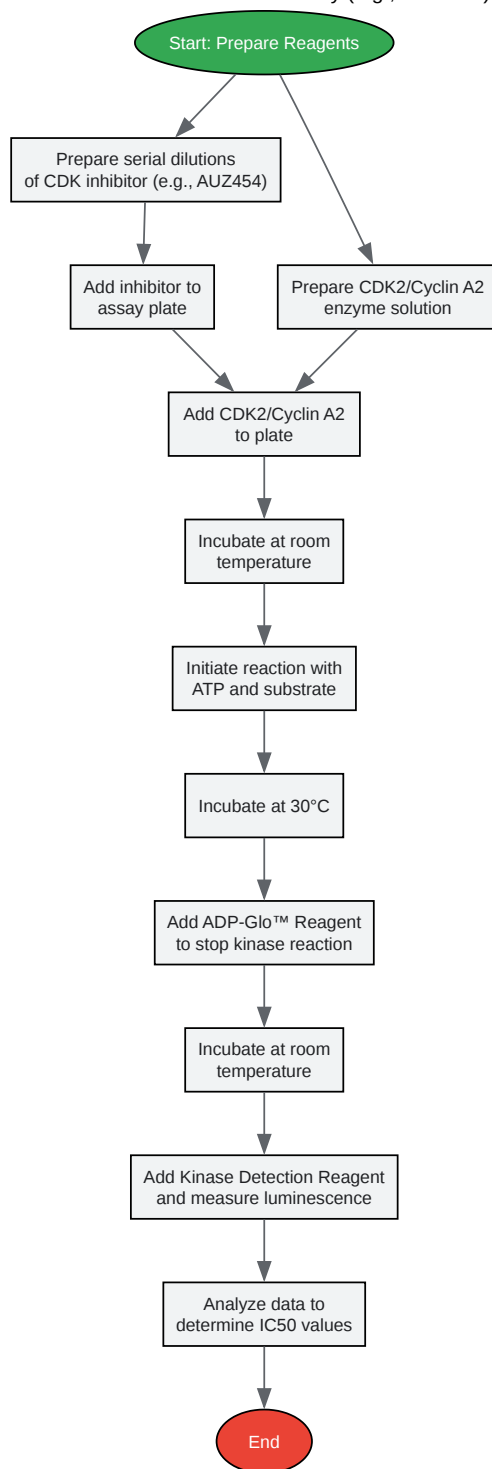 Start: Prepare Reagents
Prepare serial dilutions
of CDK inhibitor (e.g., AUZ454)
Add inhibitor to
assay plate
Prepare CDK2/Cyclin A2
enzyme solution
Add CDK2/Cyclin A2
to plate
Incubate at room
temperature
Initiate reaction with
ATP and substrate
Incubate at 30°C
Add ADP-Glo™ Reagent
to stop kinase reaction
Incubate at room
temperature
Add Kinase Detection Reagent
and measure luminescence
Analyze data to
determine IC50 values
End